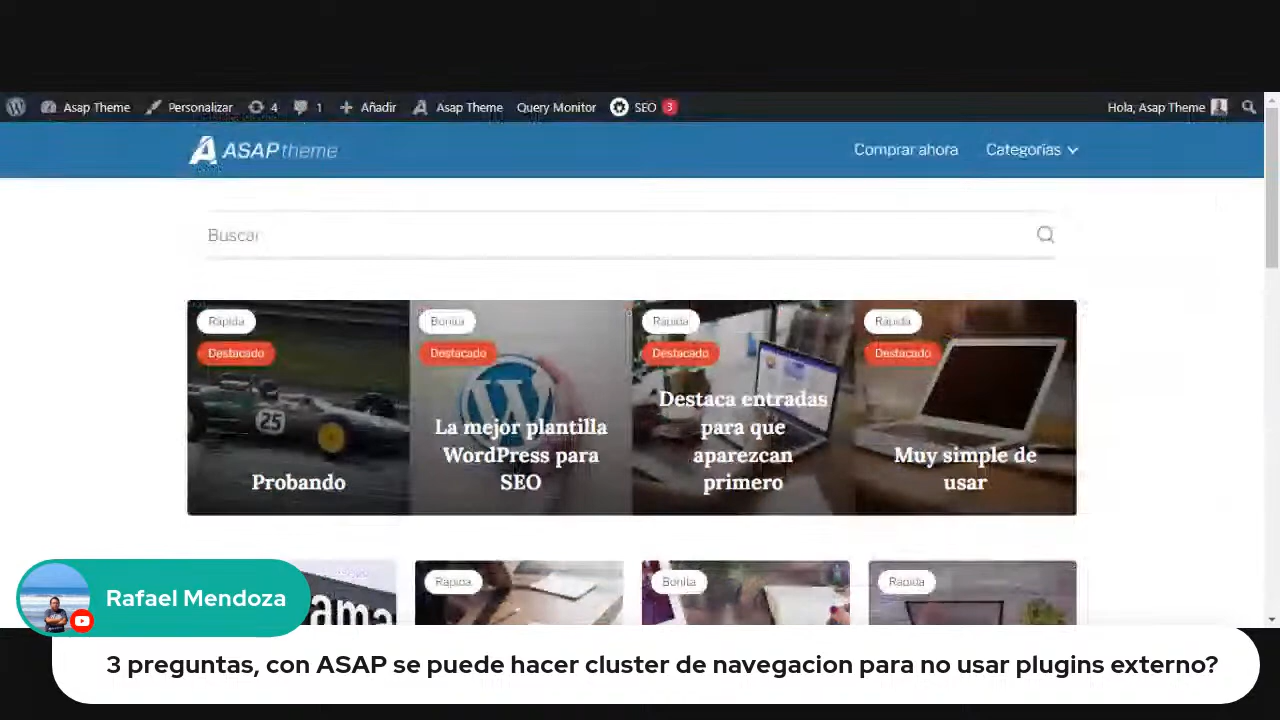 Asap Theme Personalizar 4 1 Añadir Asap Theme Query Monitor SEO 3 Hola, Asap Theme
ASAP theme Comprar ahora Categorías
Buscar
Rápida Bonita Rápida Rápida
Destacado Destacado Destacado Destacado
25
Probando
La mejor plantilla
WordPress para
SEO
Destaca entradas
para que
aparezcan
primero
Muy simple de
usar
Rápida Bonita Rápida
Rafael Mendoza
3 preguntas, con ASAP se puede hacer cluster de navegacion para no usar plugins externo?